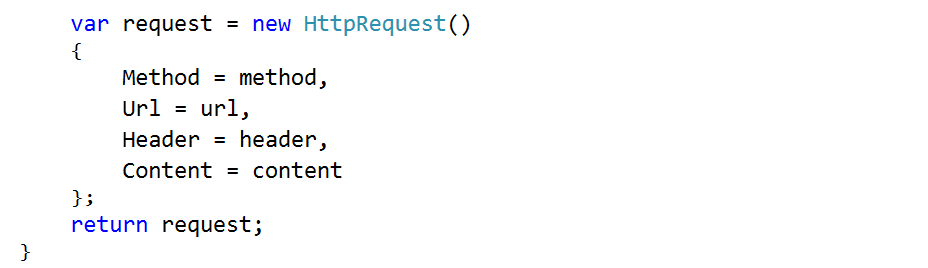 var request = new HttpRequest()
{
Method = method,
Url = url,
Header = header,
Content = content
};
return request;
}